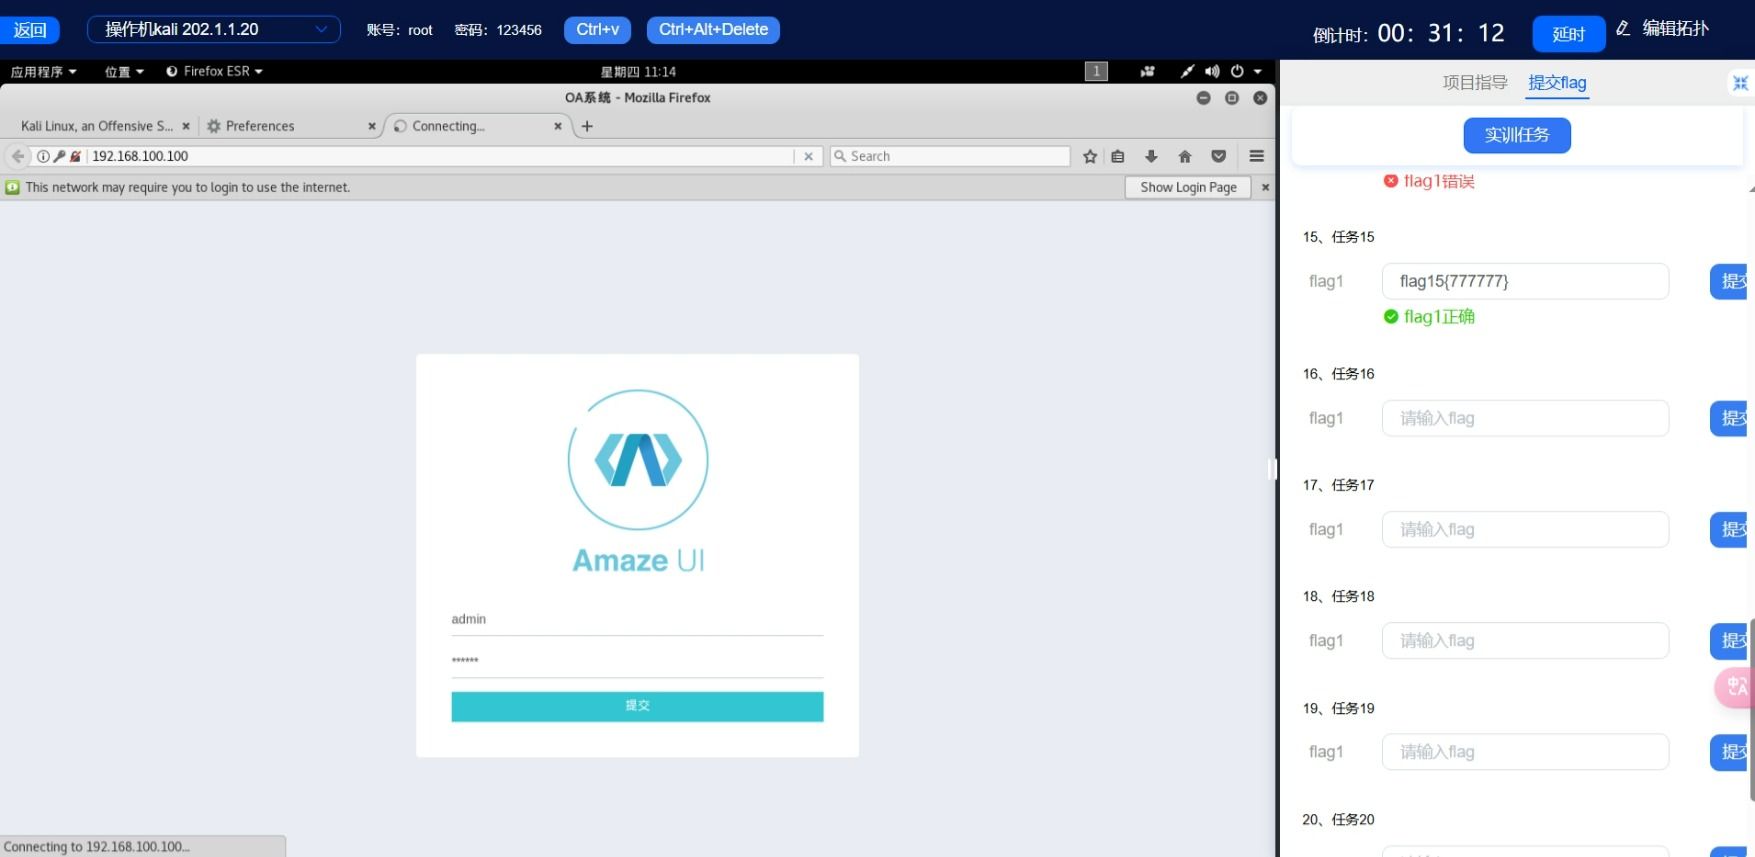 返回 操作机kali 202.1.1.20 账号：root 密码：123456 Ctrl+v Ctrl+Alt+Delete 倒计时：00：31：12 延时 编辑拓扑
应用程序 位置 Firefox ESR 星期四 11:14 1
OA系统 - Mozilla Firefox
Kali Linux, an Offensive S... Preferences Connecting...
192.168.100.100 Search
This network may require you to login to use the internet. Show Login Page
Amaze UI
admin
******
提交
Connecting to 192.168.100.100...
项目指导 提交flag
实训任务
flag1错误
15、任务15
flag1 flag15{777777} 提交
flag1正确
16、任务16
flag1 请输入flag 提交
17、任务17
flag1 请输入flag 提交
18、任务18
flag1 请输入flag 提交
19、任务19
flag1 请输入flag 提交
20、任务20